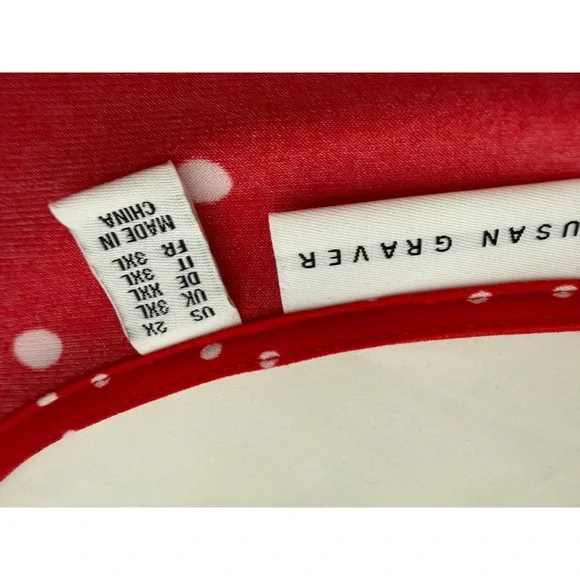 USAN GRAVER
US 2X
UK 3XL
DE XXL
IT 3XL
FR 3XL
MADE IN
CHINA